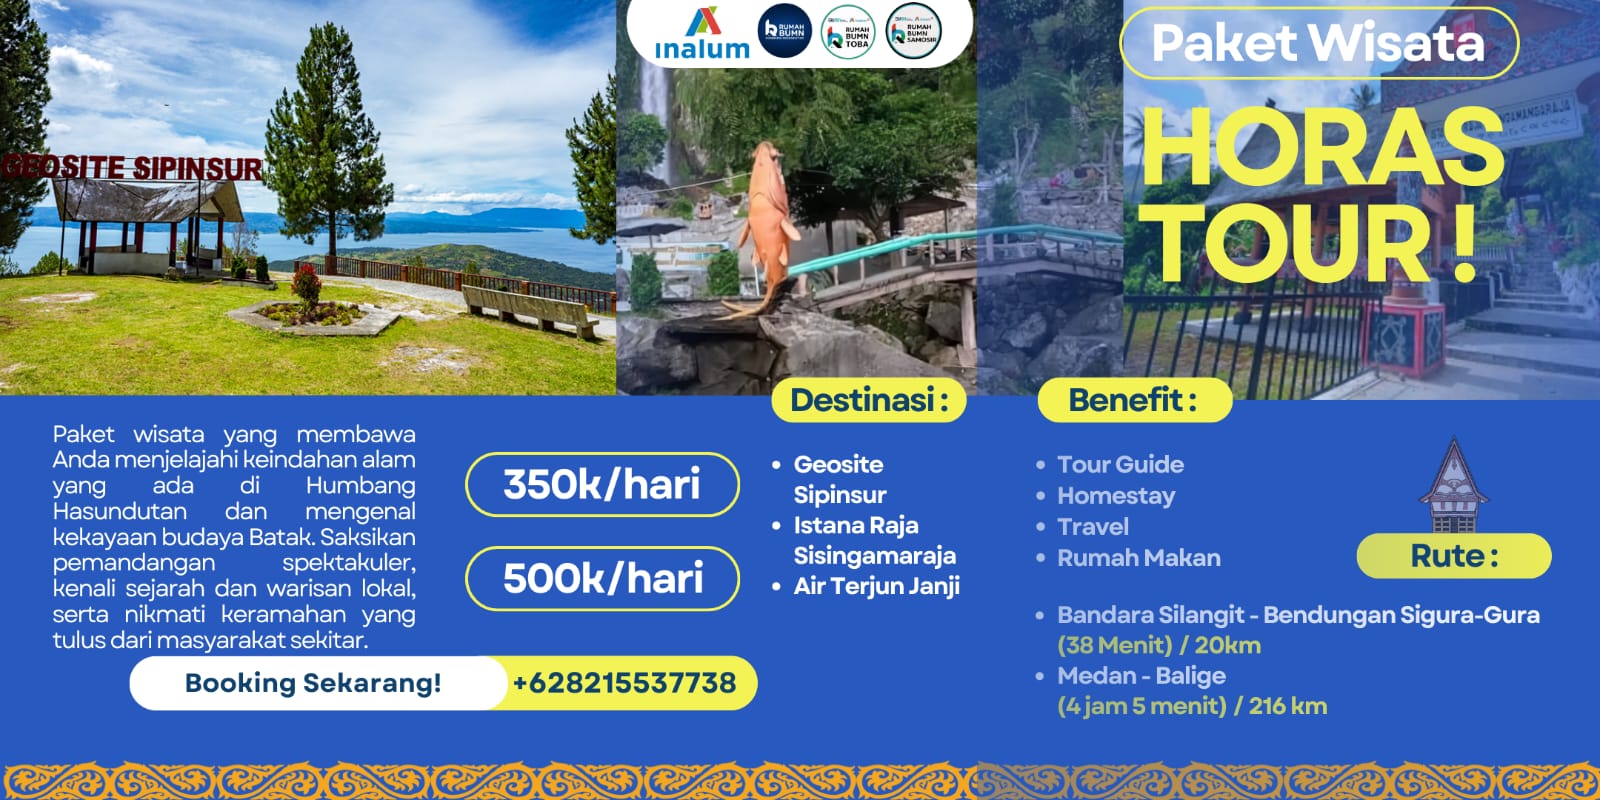 GEOSITE SIPINSUR
inalum
RUMAH
BUMN
RUMAH
BUMN
TOBA
RUMAH
BUMN
SAMOSIR
Paket Wisata
HORAS
TOUR !
Paket wisata yang membawa
Anda menjelajahi keindahan alam
yang ada di Humbang
Hasundutan dan mengenal
kekayaan budaya Batak. Saksikan
pemandangan spektakuler,
kenali sejarah dan warisan lokal,
serta nikmati keramahan yang
tulus dari masyarakat sekitar.
350k/hari
500k/hari
Booking Sekarang! +628215537738
Destinasi :
• Geosite
Sipinsur
• Istana Raja
Sisingamaraja
• Air Terjun Janji
Benefit :
• Tour Guide
• Homestay
• Travel
• Rumah Makan
Rute :
• Bandara Silangit - Bendungan Sigura-Gura
(38 Menit) / 20km
• Medan - Balige
(4 jam 5 menit) / 216 km